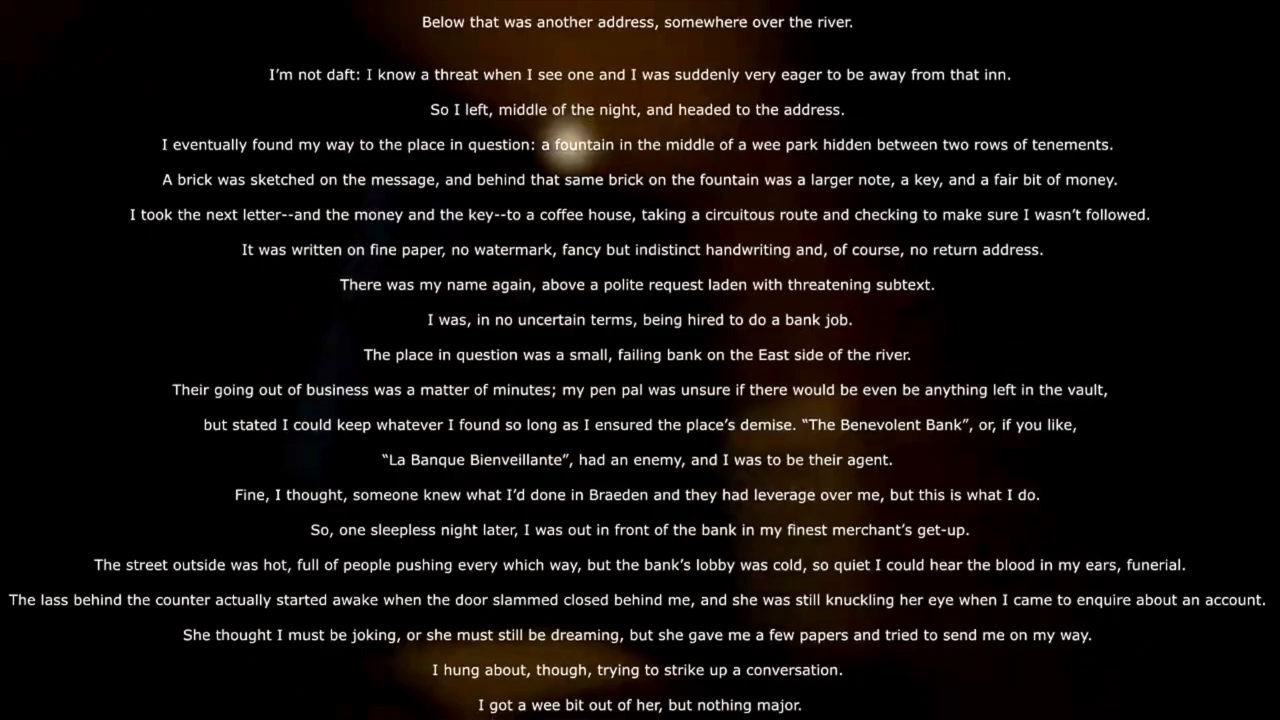 Below that was another address, somewhere over the river.
I'm not daft: I know a threat when I see one and I was suddenly very eager to be away from that inn.
So I left, middle of the night, and headed to the address.
I eventually found my way to the place in question: a fountain in the middle of a wee park hidden between two rows of tenements.
A brick was sketched on the message, and behind that same brick on the fountain was a larger note, a key, and a fair bit of money.
I took the next letter--and the money and the key--to a coffee house, taking a circuitous route and checking to make sure I wasn't followed.
It was written on fine paper, no watermark, fancy but indistinct handwriting and, of course, no return address.
There was my name again, above a polite request laden with threatening subtext.
I was, in no uncertain terms, being hired to do a bank job.
The place in question was a small, failing bank on the East side of the river.
Their going out of business was a matter of minutes; my pen pal was unsure if there would be even be anything left in the vault,
but stated I could keep whatever I found so long as I ensured the place's demise. “The Benevolent Bank”, or, if you like,
“La Banque Bienveillante”, had an enemy, and I was to be their agent.
Fine, I thought, someone knew what I'd done in Braeden and they had leverage over me, but this is what I do.
So, one sleepless night later, I was out in front of the bank in my finest merchant's get-up.
The street outside was hot, full of people pushing every which way, but the bank's lobby was cold, so quiet I could hear the blood in my ears, funerial.
The lass behind the counter actually started awake when the door slammed closed behind me, and she was still knuckling her eye when I came to enquire about an account.
She thought I must be joking, or she must still be dreaming, but she gave me a few papers and tried to send me on my way.
I hung about, though, trying to strike up a conversation.
I got a wee bit out of her, but nothing major.